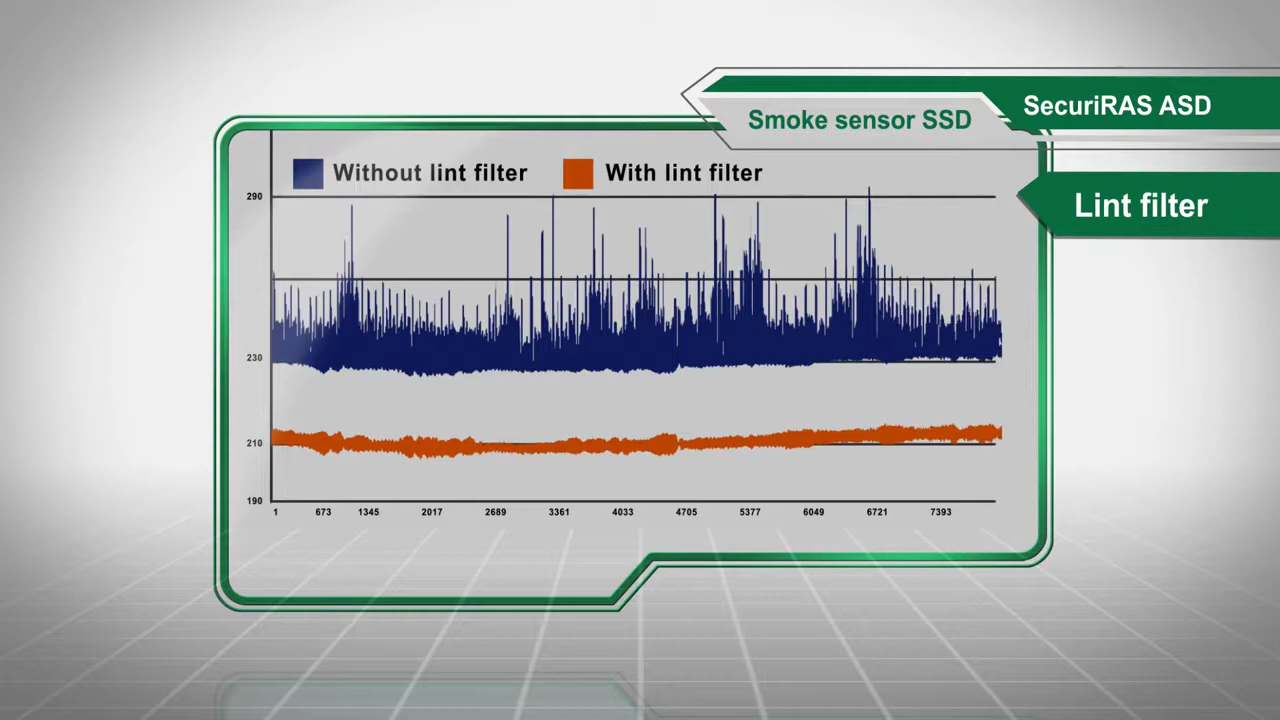 SecuriRAS ASD
Smoke sensor SSD
Lint filter
Without lint filter With lint filter
290
230
210
190
1 673 1345 2017 2689 3361 4033 4705 5377 6049 6721 7393